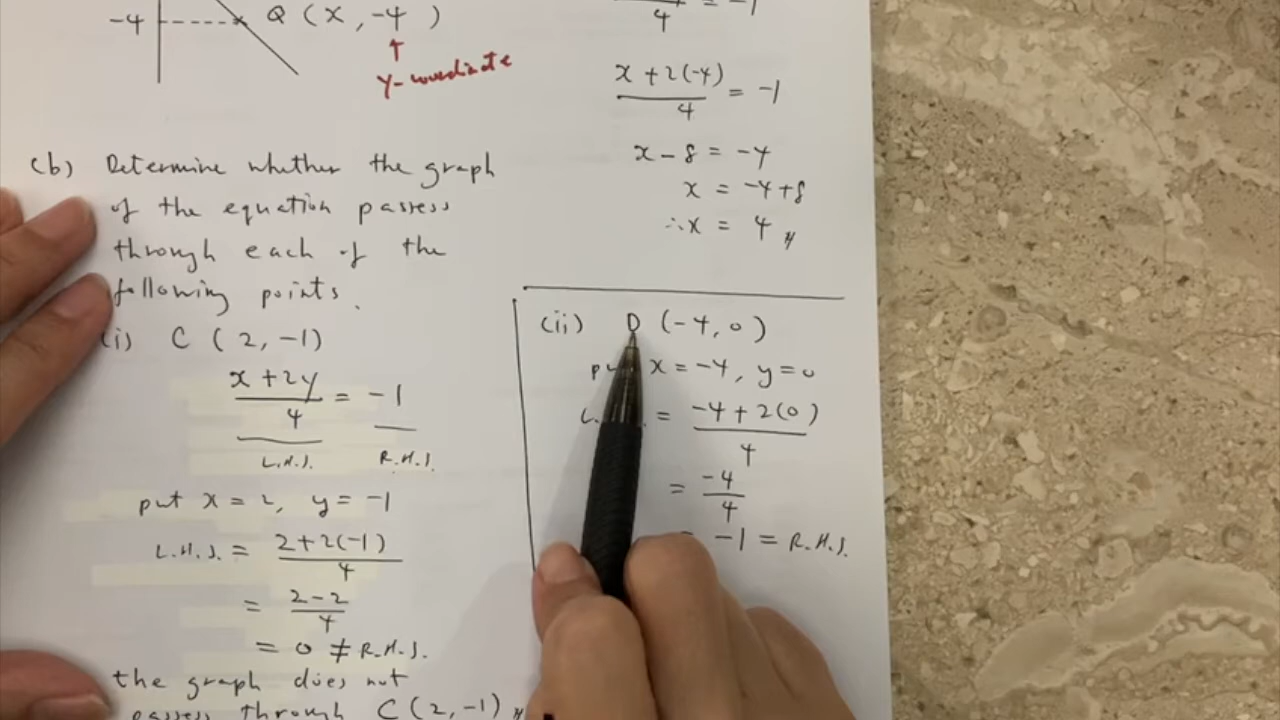 -4 Q (x, -4)
↑
y-coordinate
(b) Determine whether the graph
of the equation passess
through each of the
following points.
(i) C (2, -1)
x + 2y / 4 = -1
L.H.S. R.H.S.
put x = 2, y = -1
L.H.S. = 2+2(-1) / 4
= 2-2 / 4
= 0 ≠ R.H.S.
the graph does not
passess through C(2, -1)
4 = -1
x + 2(-4) / 4 = -1
x - 8 = -4
x = -4+8
∴x = 4
(ii) D (-4, 0)
x = -4, y = 0
= -4 + 2(0) / 4
= -4 / 4
= -1 = R.H.S.